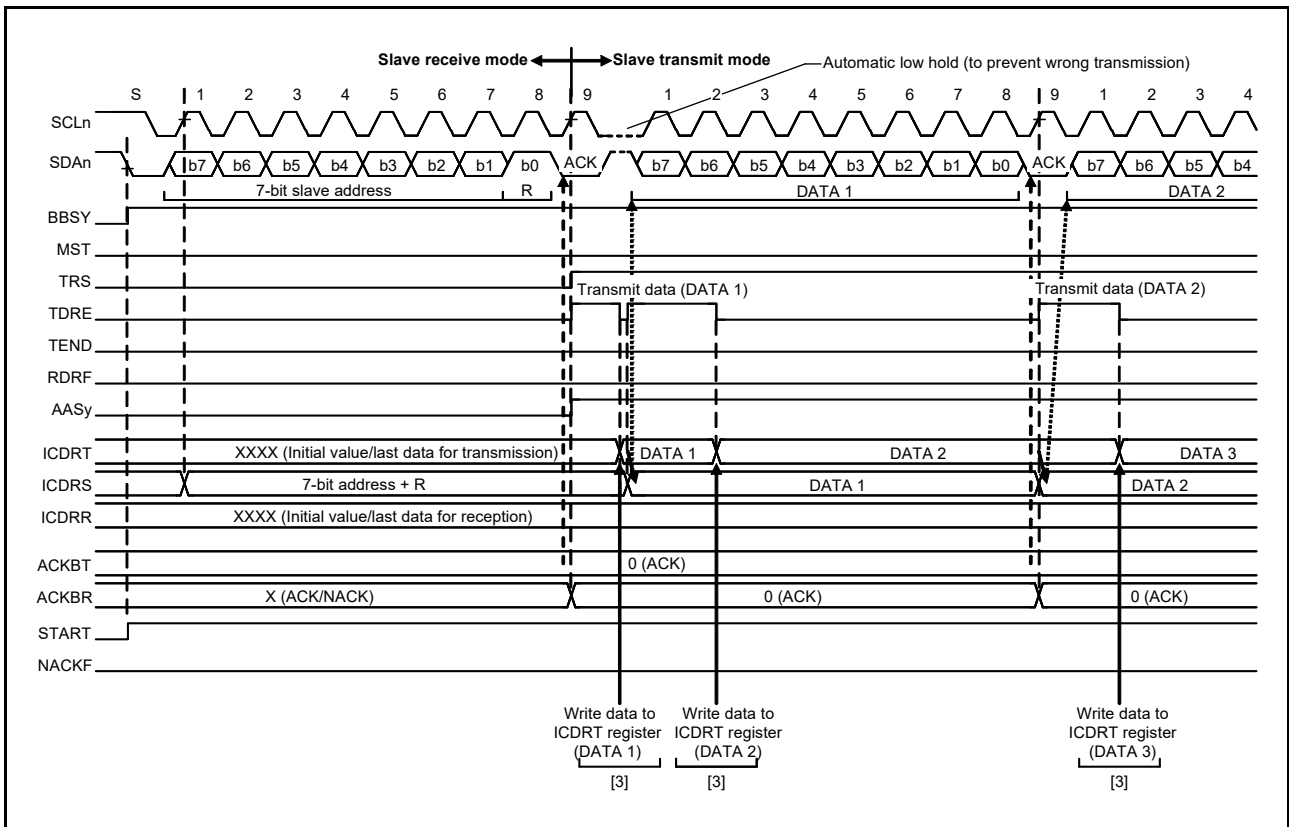 Slave receive mode Slave transmit mode
Automatic low hold (to prevent wrong transmission)
S 1 2 3 4 5 6 7 8 9 1 2 3 4 5 6 7 8 9 1 2 3 4
SCLn
SDAn b7 b6 b5 b4 b3 b2 b1 b0 ACK b7 b6 b5 b4 b3 b2 b1 b0 ACK b7 b6 b5 b4
7-bit slave address R DATA 1 DATA 2
BBSY
MST
TRS
Transmit data (DATA 1) Transmit data (DATA 2)
TDRE
TEND
RDRF
AASy
ICDRT XXXX (Initial value/last data for transmission) DATA 1 DATA 2 DATA 3
ICDRS 7-bit address + R DATA 1 DATA 2
ICDRR XXXX (Initial value/last data for reception)
ACKBT 0 (ACK)
ACKBR X (ACK/NACK) 0 (ACK) 0 (ACK)
START
NACKF
Write data to Write data to Write data to
ICDRT register ICDRT register ICDRT register
(DATA 1) (DATA 2) (DATA 3)
[3] [3] [3]